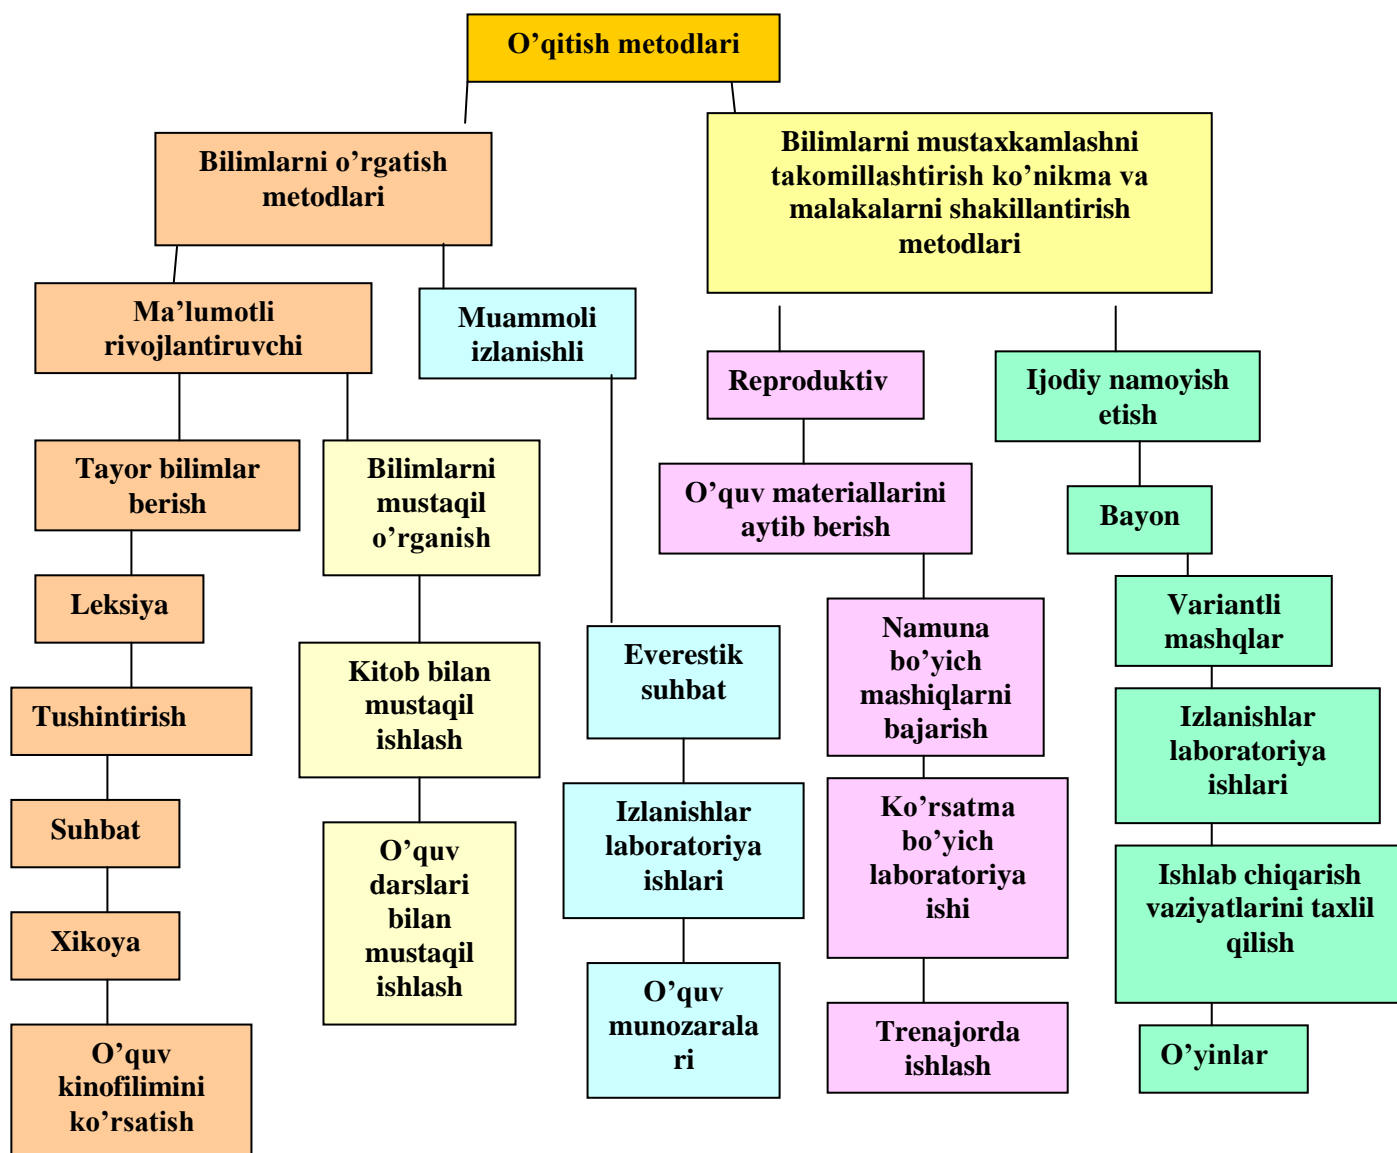 O’qitish metodlari
Bilimlarni o’rgatish
metodlari
Bilimlarni mustaxkamlashni
takomillashtirish ko’nikma va
malakalarni shakillantirish
metodlari
Ma’lumotli
rivojlantiruvchi
Muammoli
izlanishli
Reproduktiv
Ijodiy namoyish
etish
Tayor bilimlar
berish
Bilimlarni
mustaqil
o’rganish
O’quv materiallarini
aytib berish
Bayon
Leksiya
Tushintirish
Suhbat
Xikoya
O’quv
kinofilimini
ko’rsatish
Kitob bilan
mustaqil
ishlash
O’quv
darslari
bilan
mustaqil
ishlash
Everestik
suhbat
Izlanishlar
laboratoriya
ishlari
O’quv
munozarala
ri
Namuna
bo’yich
mashiqlarni
bajarish
Ko’rsatma
bo’yich
laboratoriya
ishi
Trenajorda
ishlash
Variantli
mashqlar
Izlanishlar
laboratoriya
ishlari
Ishlab chiqarish
vaziyatlarini taxlil
qilish
O’yinlar